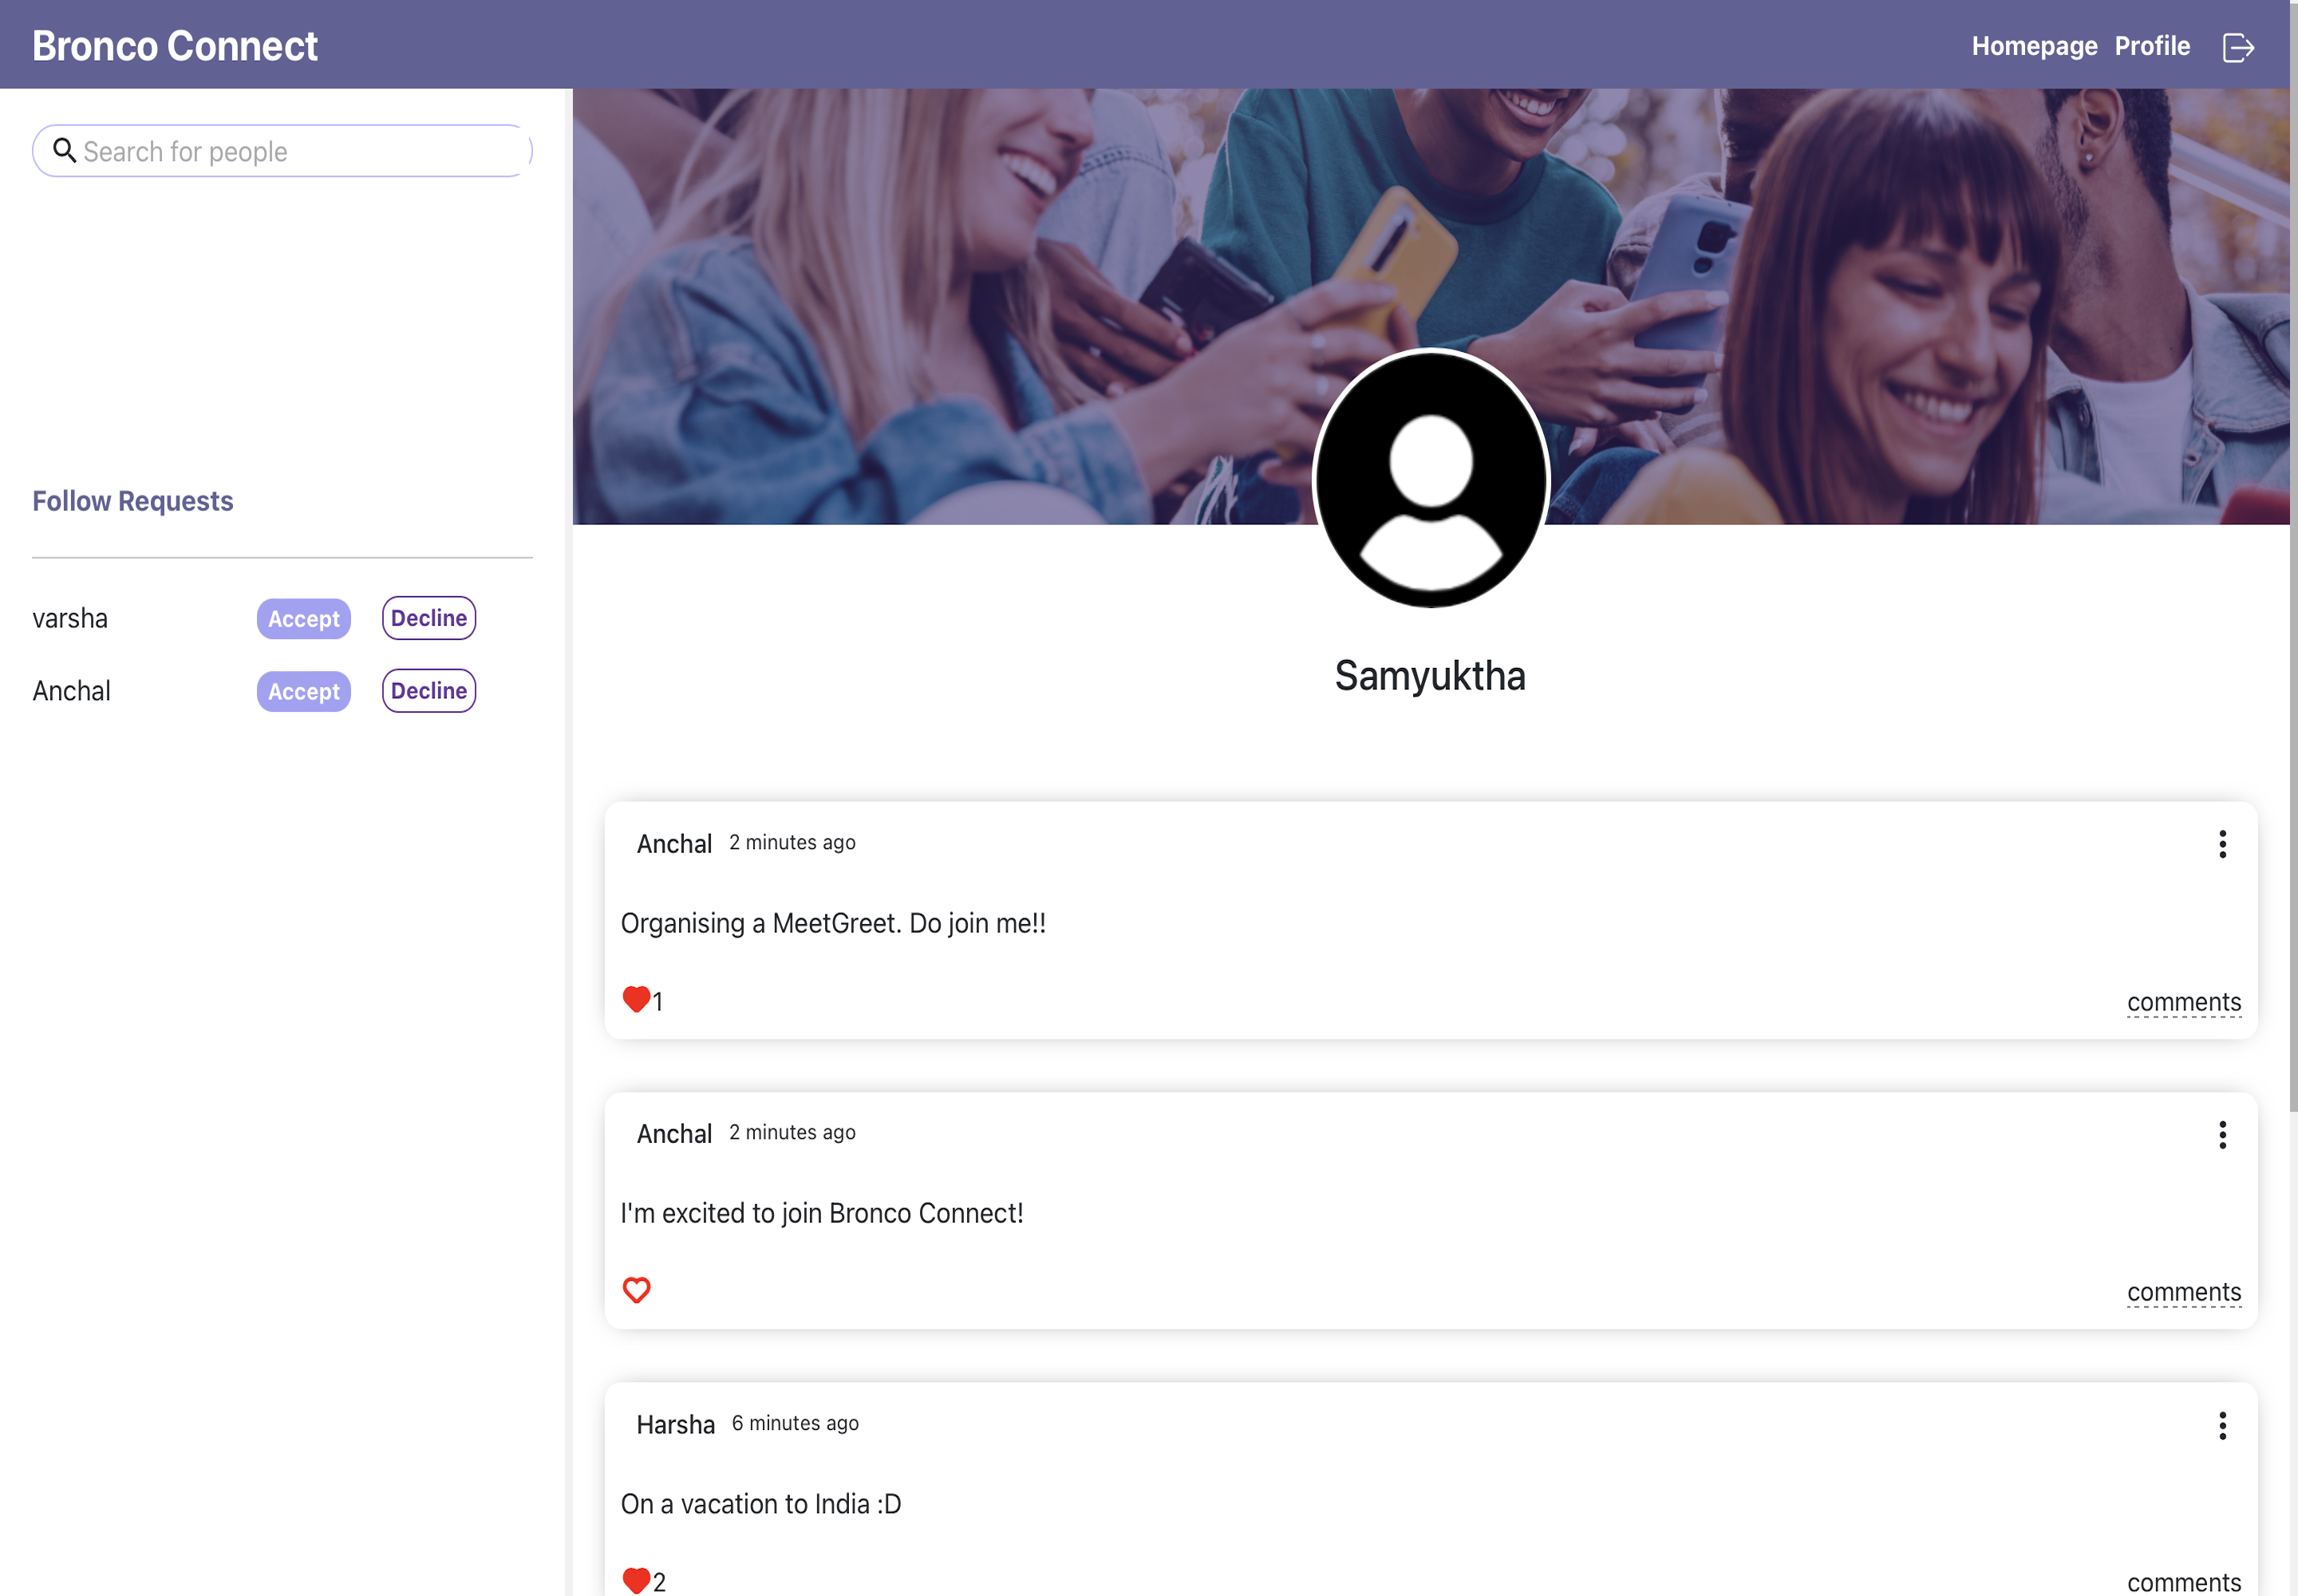 Bronco Connect
Homepage Profile
Search for people
Follow Requests
varsha Accept Decline
Anchal Accept Decline
Samyuktha
Anchal 2 minutes ago
Organising a MeetGreet. Do join me!!
1 comments
Anchal 2 minutes ago
I'm excited to join Bronco Connect!
comments
Harsha 6 minutes ago
On a vacation to India :D
2 comments